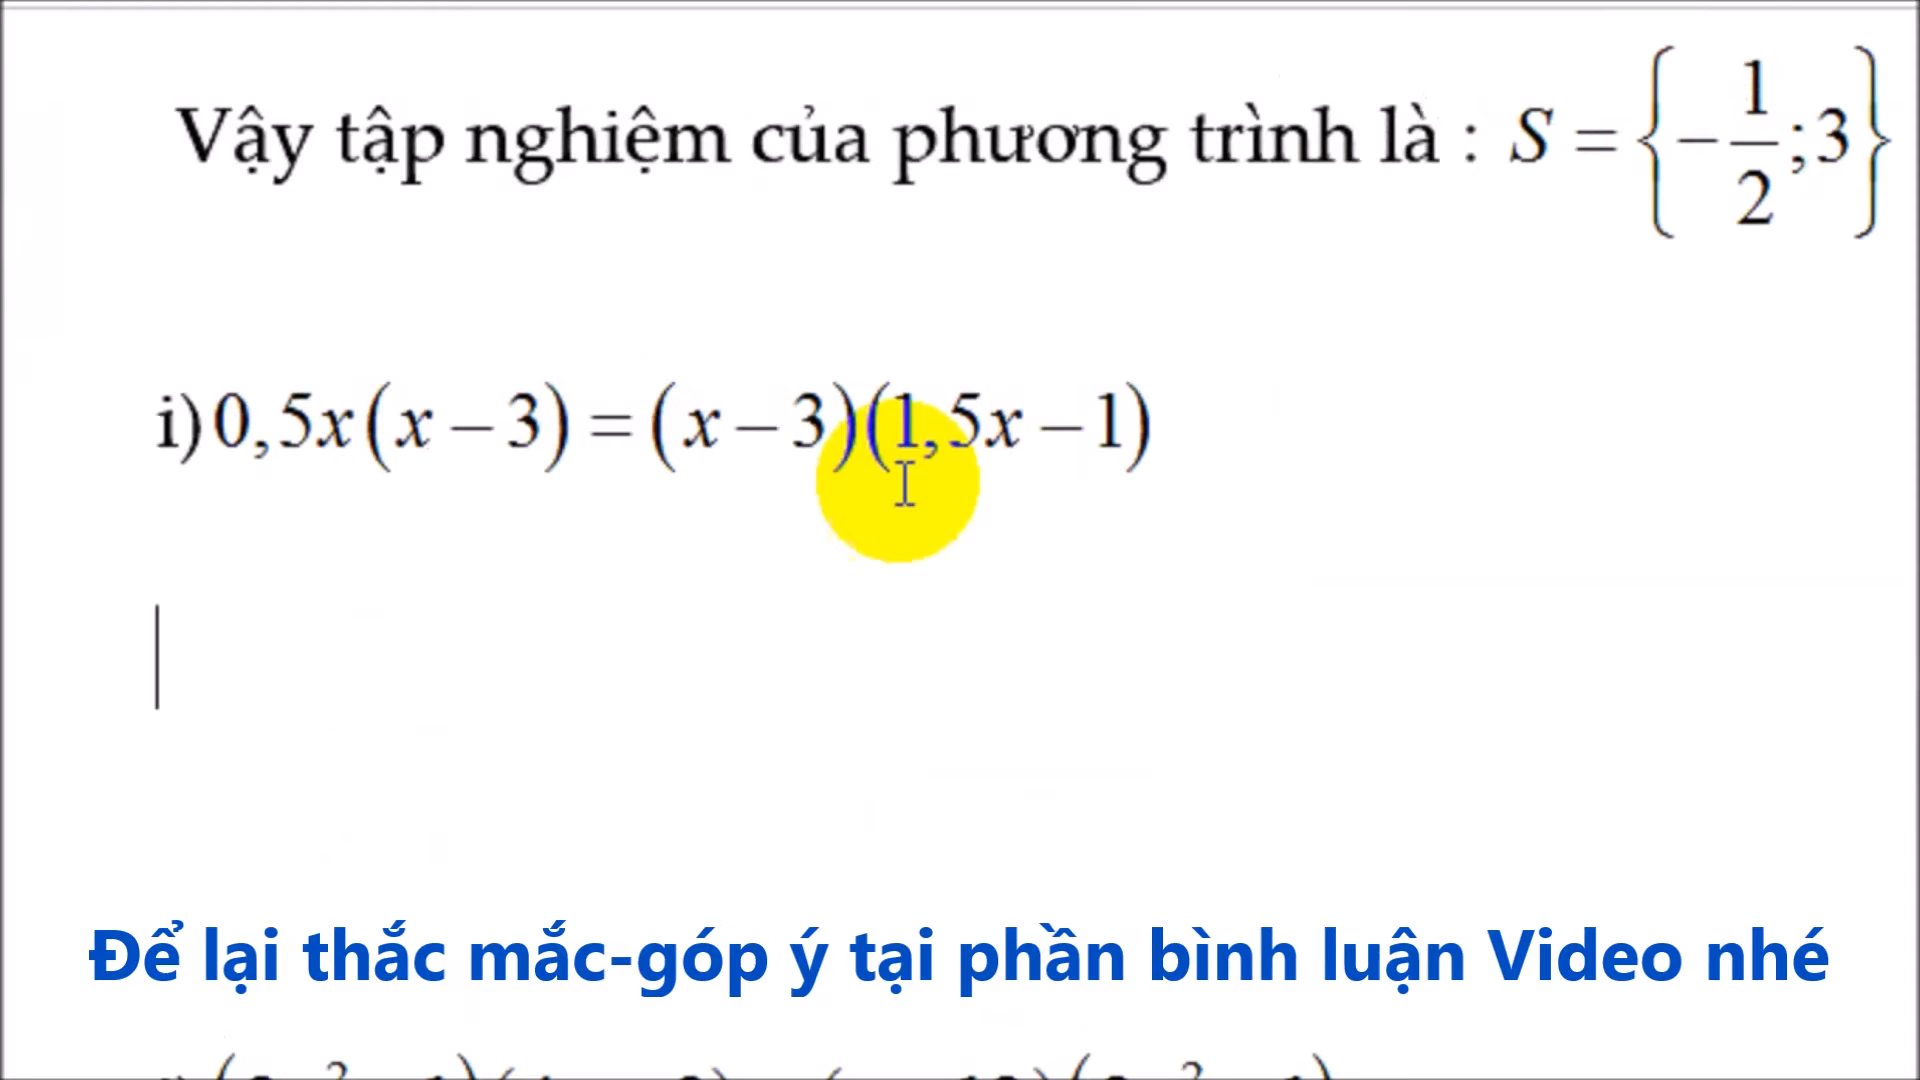 Vậy tập nghiệm của phương trình là : S = {-1/2;3}
i) 0,5x(x-3) = (x-3)(1,5x-1)
Để lại thắc mắc-góp ý tại phần bình luận Video nhé